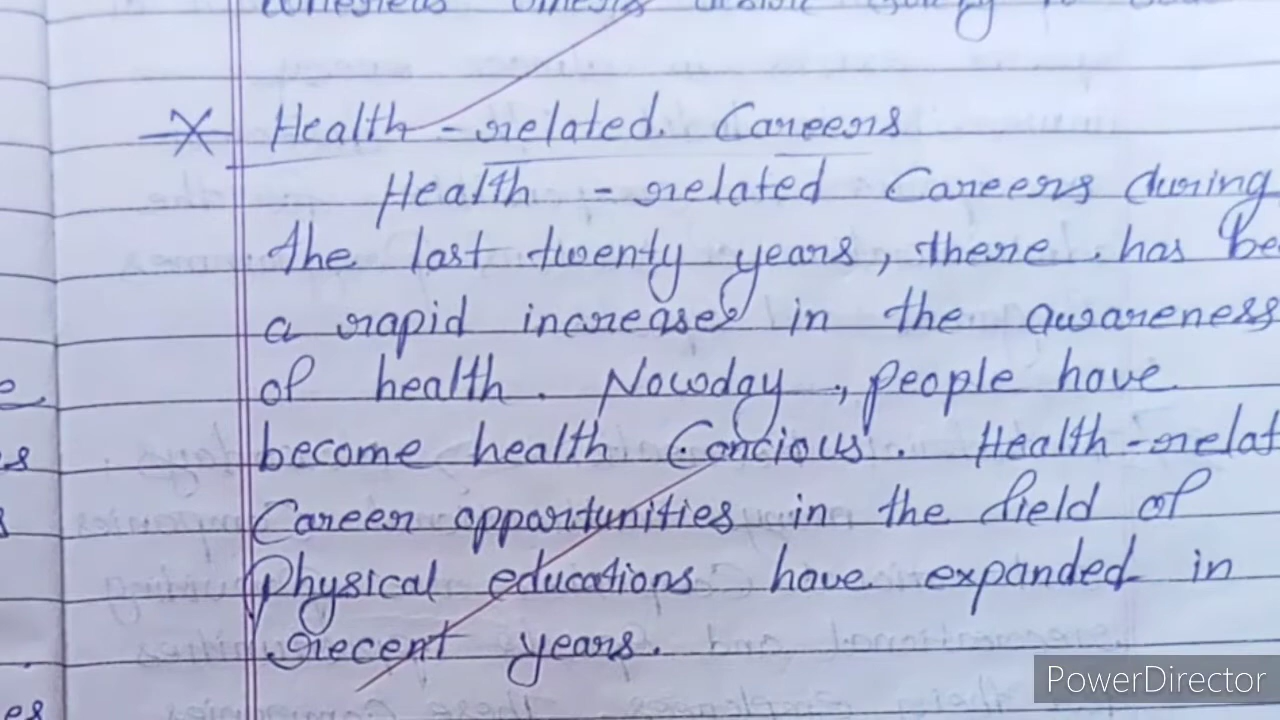 Health-related Careers
Health-related Careers during
the last twenty years, there has be
a rapid increases in the awareness
of health. Nowday, people have
become health Concious. Health-relat
Career opportunities in the field of
Physical educations have expanded in
recent years.
PowerDirector